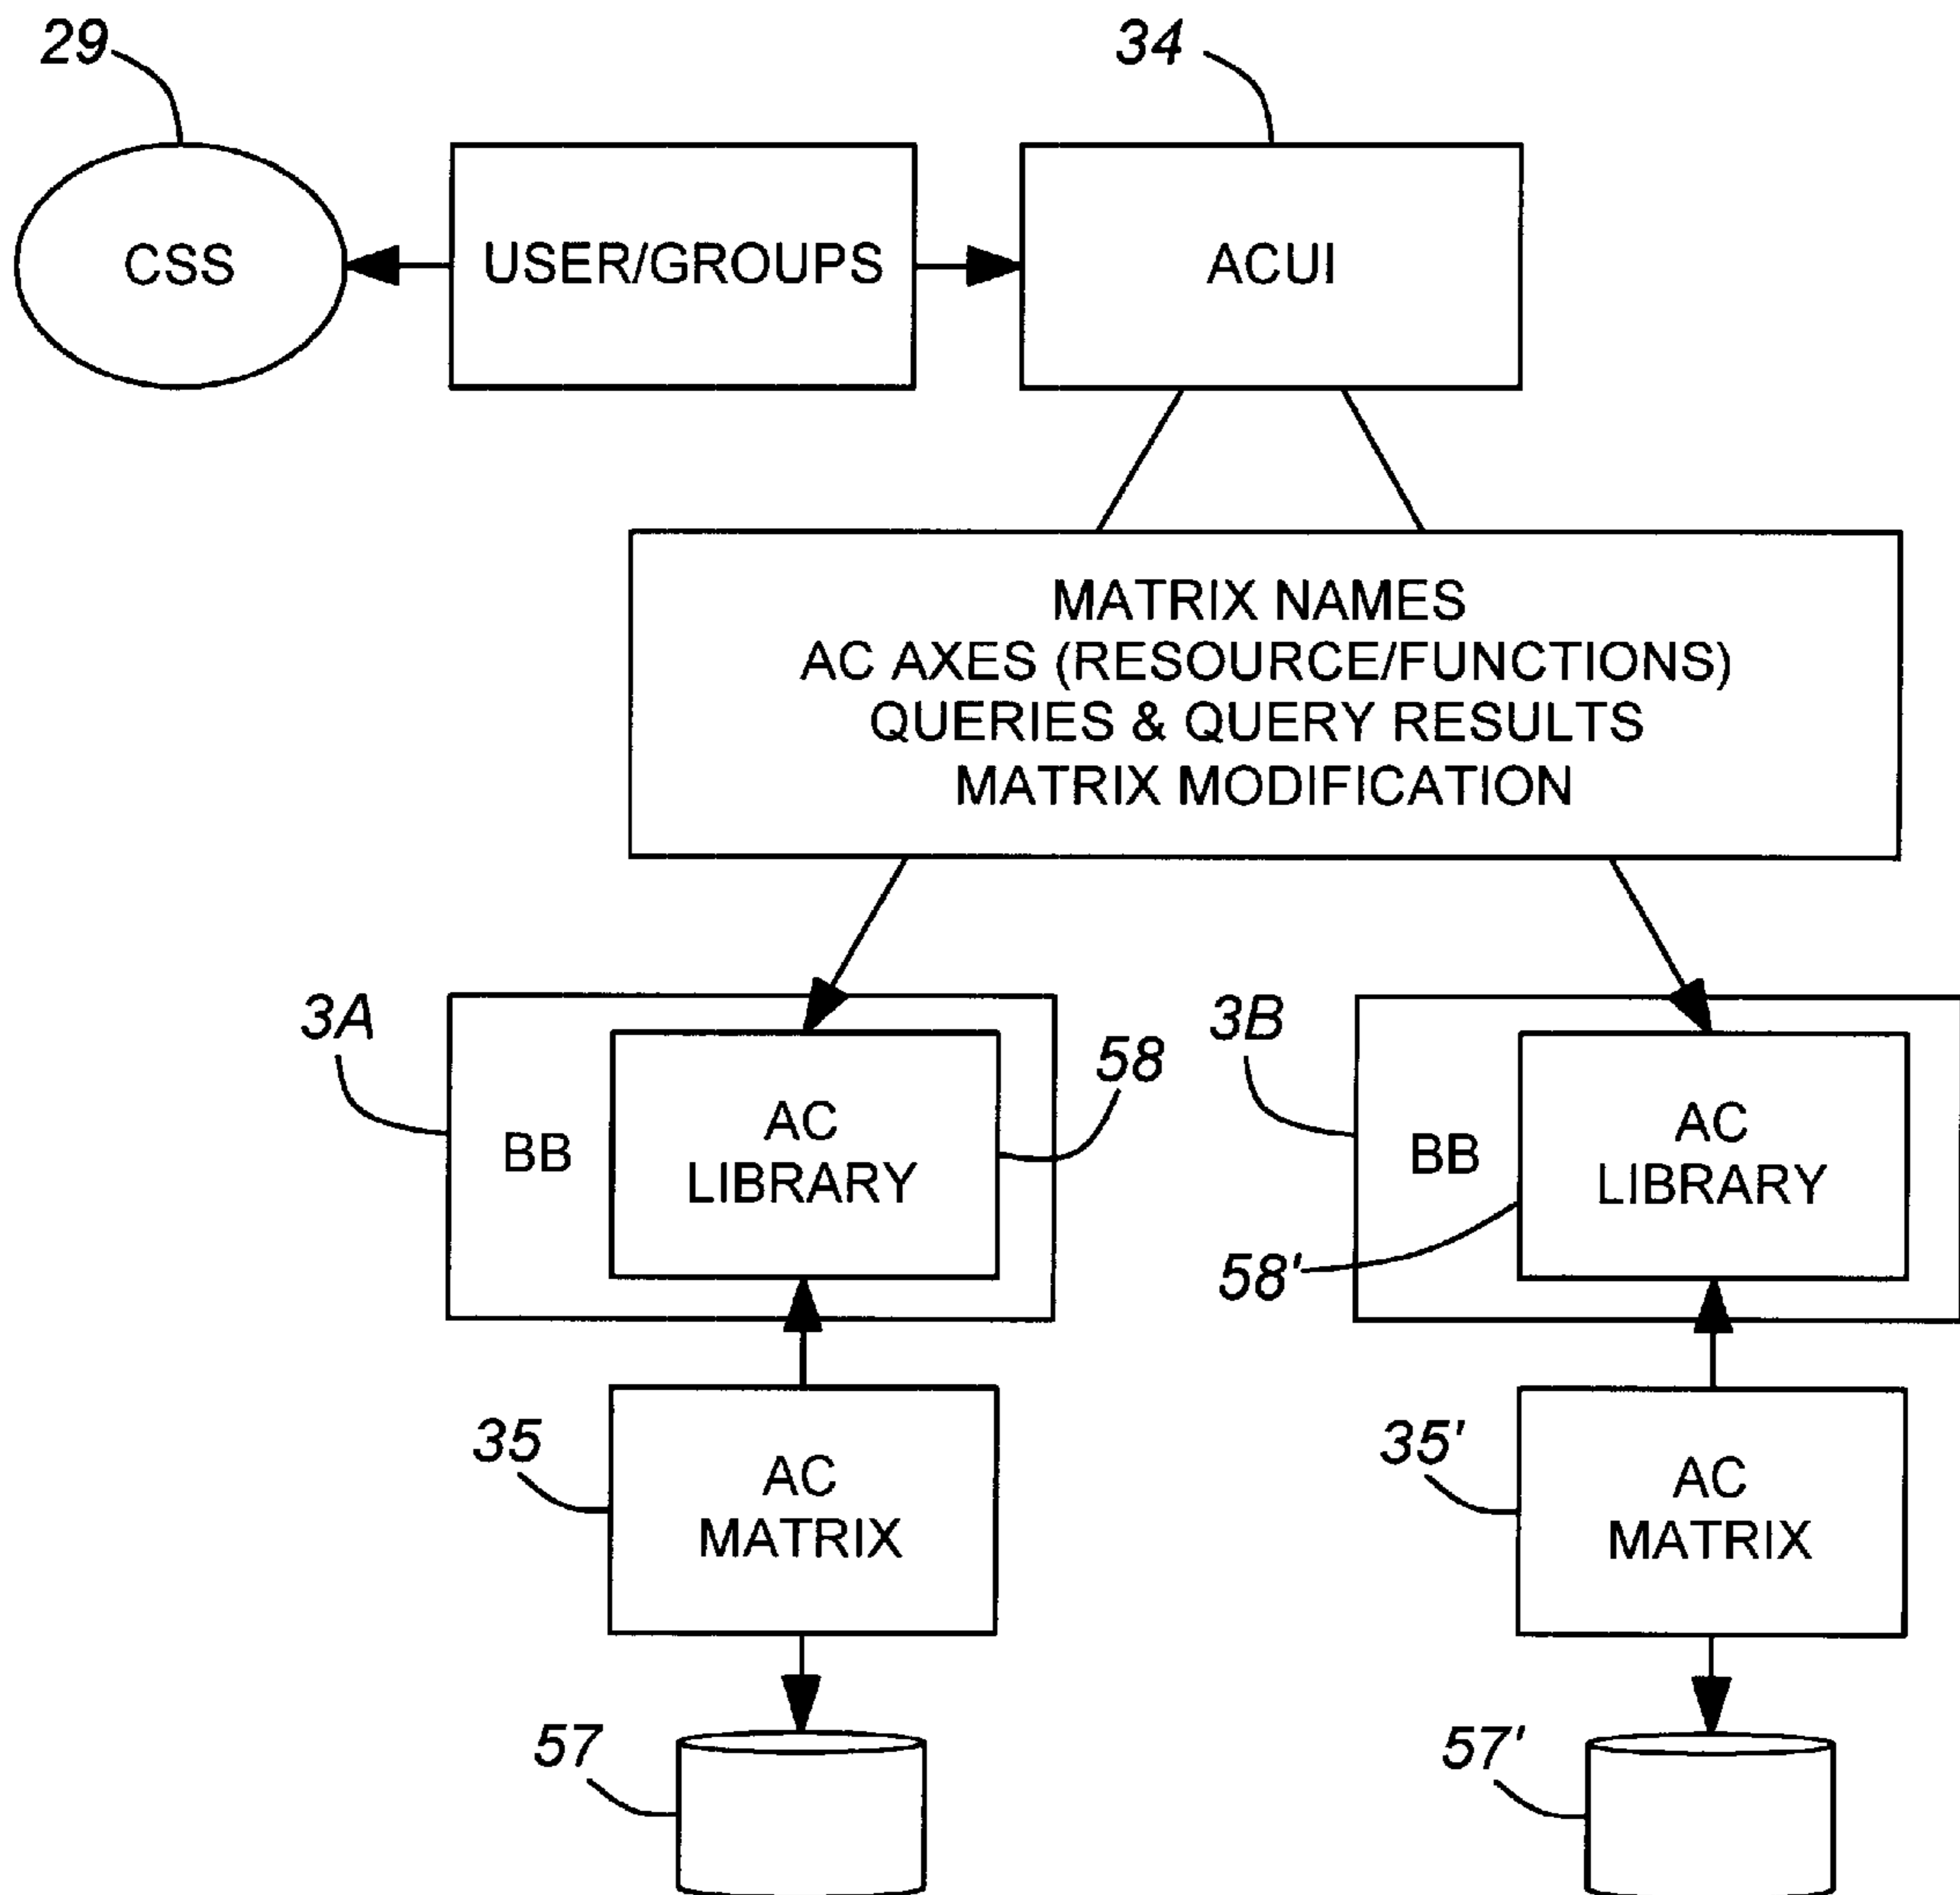 29
34
CSS
USER/GROUPS
ACUI
MATRIX NAMES
AC AXES (RESOURCE/FUNCTIONS)
QUERIES & QUERY RESULTS
MATRIX MODIFICATION
3A
BB
AC
LIBRARY
58
3B
BB
AC
LIBRARY
58'
35
AC
MATRIX
35'
AC
MATRIX
57
57'